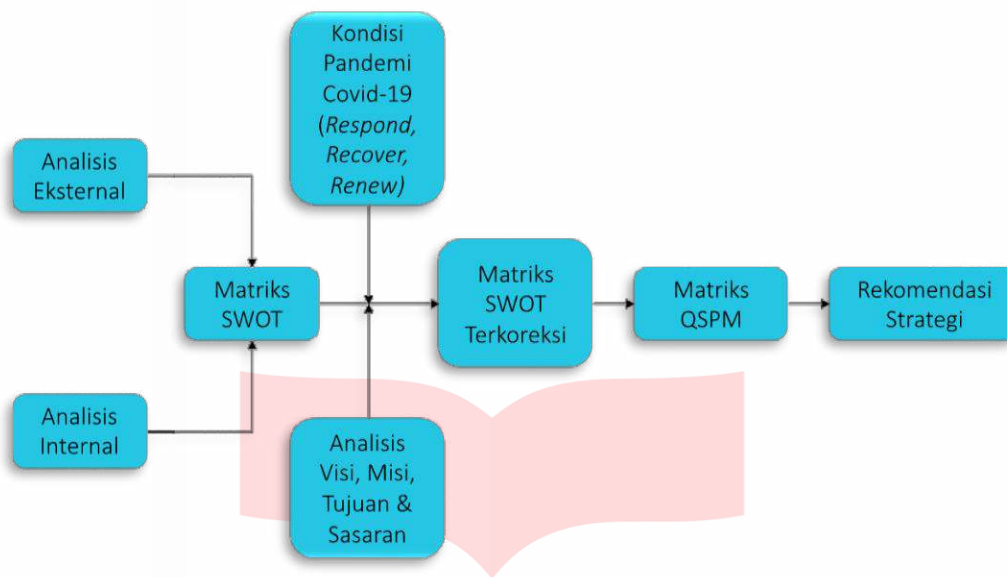 Kondisi
Pandemi
Covid-19
(Respond,
Recover,
Renew)
Analisis
Eksternal
Matriks
SWOT
Matriks
SWOT
Terkoreksi
Matriks
QSPM
Rekomendasi
Strategi
Analisis
Internal
Analisis
Visi, Misi,
Tujuan &
Sasaran